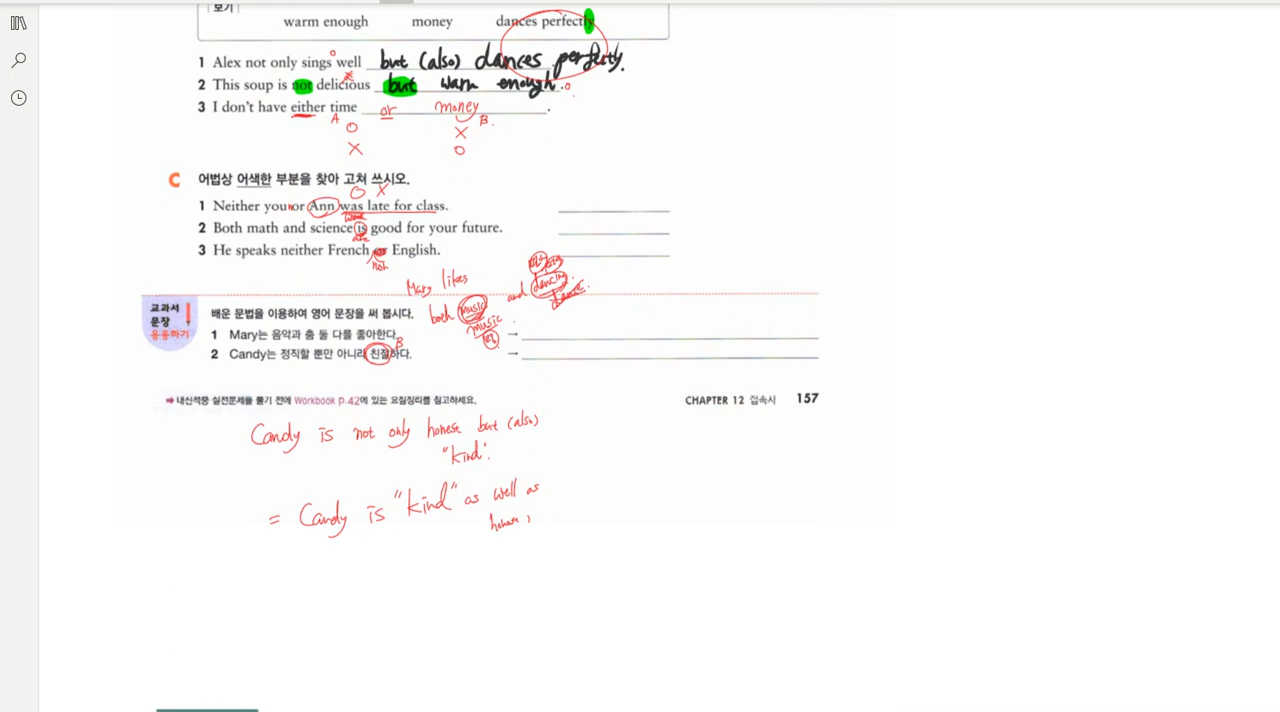 보기
warm enough money dances perfectly
1 Alex not only sings well but (also) dances perfectly.
2 This soup is not delicious but warm enough.
3 I don't have either time or money.
A B.
O X
X O
C 어법상 어색한 부분을 찾아 고쳐 쓰시오.
O X
1 Neither you nor Ann was late for class.
2 Both math and science is good for your future.
are
3 He speaks neither French or English.
nor
Mary likes
both music and dancing.
dance
music
교과서
문장
응용하기
배운 문법을 이용하여 영어 문장을 써 봅시다.
1 Mary는 음악과 춤 둘 다를 좋아한다. →
B
2 Candy는 정직할 뿐만 아니라 친절하다. →
➡ 내신적중 실전문제를 풀기 전에 Workbook p.42에 있는 요점정리를 참고하세요.
CHAPTER 12 접속사 157
Candy is not only honest but (also)
"kind".
= Candy is "kind" as well as